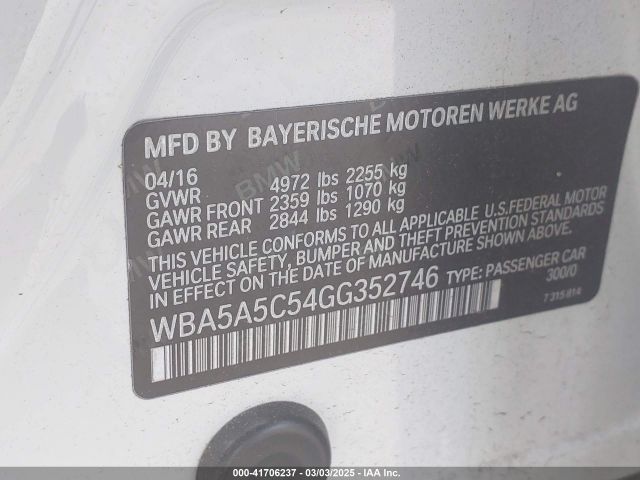 MFD BY BAYERISCHE MOTOREN WERKE AG
04/16
GVWR 4972 lbs 2255 kg
GAWR FRONT 2359 lbs 1070 kg
GAWR REAR 2844 lbs 1290 kg
THIS VEHICLE CONFORMS TO ALL APPLICABLE U.S.FEDERAL MOTOR
VEHICLE SAFETY, BUMPER AND THEFT PREVENTION STANDARDS
IN EFFECT ON THE DATE OF MANUFACTURE SHOWN ABOVE.
WBA5A5C54GG352746 TYPE: PASSENGER CAR
300/0
7 315 814
000-41706237 - 03/03/2025 - IAA Inc.